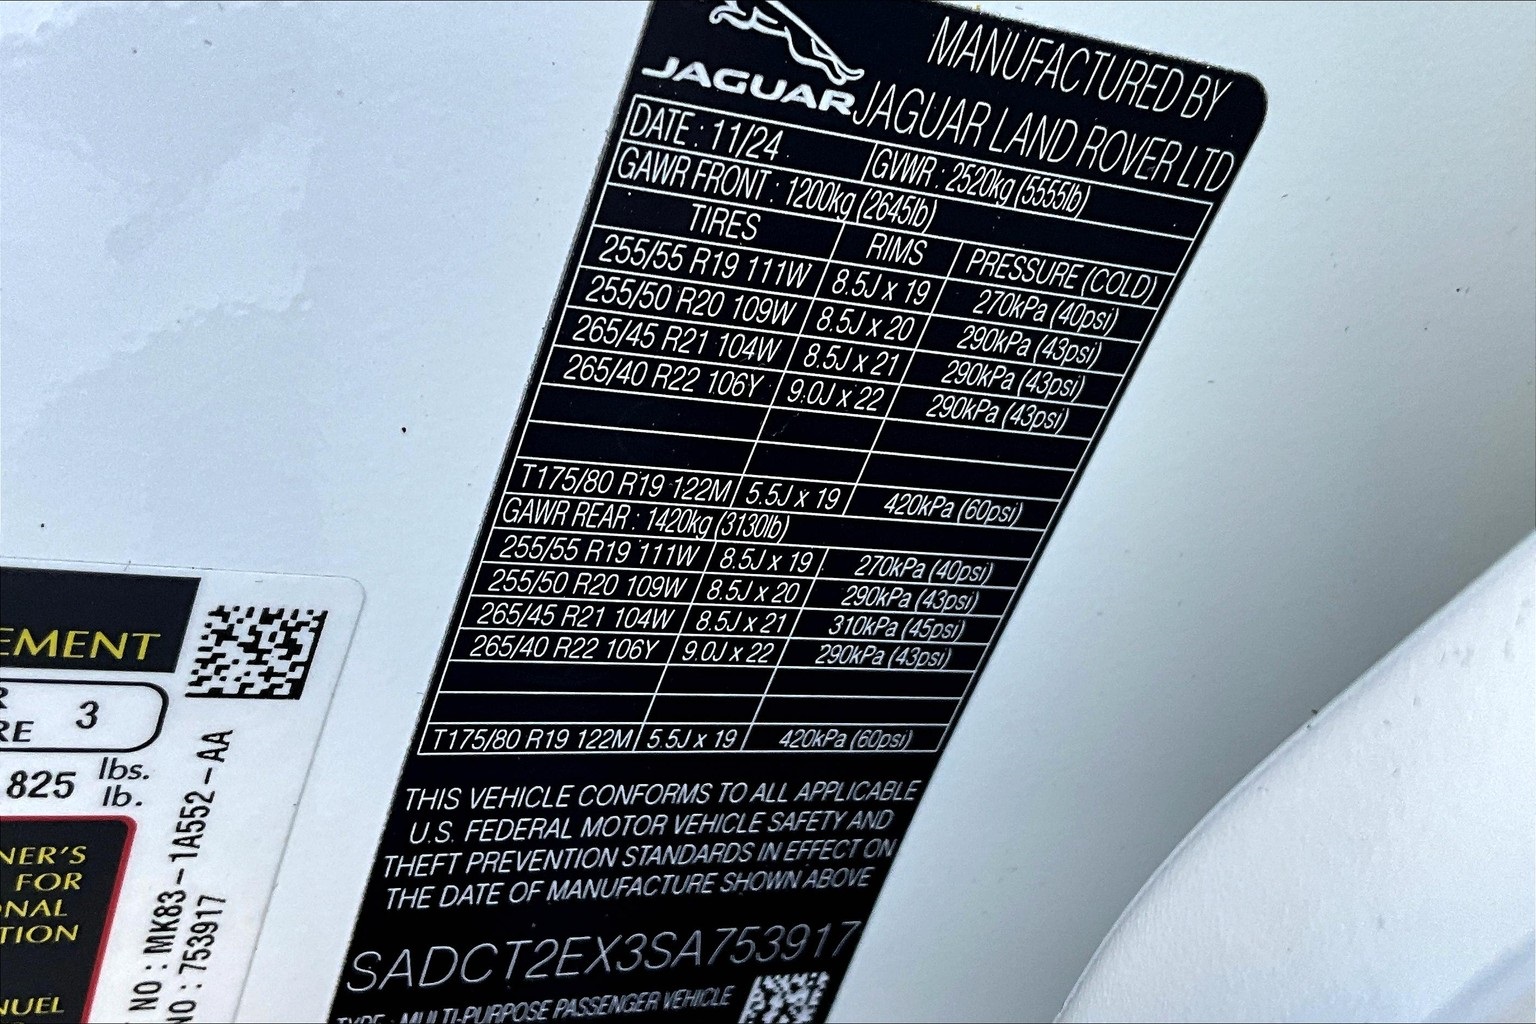 JAGUAR
MANUFACTURED BY
JAGUAR LAND ROVER LTD
DATE : 11/24 GVWR : 2520kg (5555lb)
GAWR FRONT : 1200kg (2645lb)
TIRES RIMS PRESSURE (COLD)
255/55 R19 111W 8.5J x 19 270kPa (40psi)
255/50 R20 109W 8.5J x 20 290kPa (43psi)
265/45 R21 104W 8.5J x 21 290kPa (43psi)
265/40 R22 106Y 9.0J x 22 290kPa (43psi)
T175/80 R19 122M 5.5J x 19 420kPa (60psi)
GAWR REAR : 1420kg (3130lb)
255/55 R19 111W 8.5J x 19 270kPa (40psi)
255/50 R20 109W 8.5J x 20 290kPa (43psi)
265/45 R21 104W 8.5J x 21 310kPa (45psi)
265/40 R22 106Y 9.0J x 22 290kPa (43psi)
T175/80 R19 122M 5.5J x 19 420kPa (60psi)
THIS VEHICLE CONFORMS TO ALL APPLICABLE
U.S. FEDERAL MOTOR VEHICLE SAFETY AND
THEFT PREVENTION STANDARDS IN EFFECT ON
THE DATE OF MANUFACTURE SHOWN ABOVE
SADCT2EX3SA753917
TYPE : MULTI-PURPOSE PASSENGER VEHICLE
EMENT
R
RE 3
825 lbs.
lb.
NER'S
FOR
ONAL
TION
NUEL
NO : MK83-1A552-AA
NO : 753917